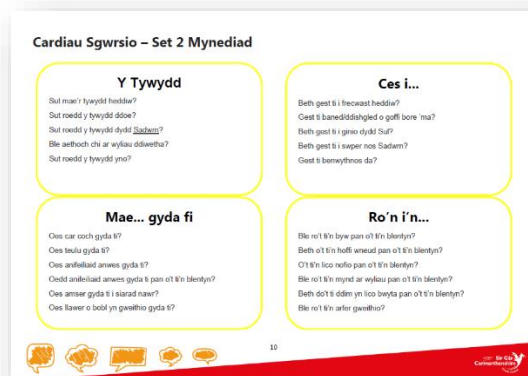 Cardiau Sgwrsio – Set 2 Mynediad
Y Tywydd
Sut mae'r tywydd heddiw?
Sut roedd y tywydd ddoe?
Sut roedd y tywydd dydd Sadwrn?
Ble aethoch chi ar wyliau ddiwetha?
Sut roedd y tywydd yno?
Ces i...
Beth gest ti i frecwast heddiw?
Gest ti baned/ddishgled o goffi bore 'ma?
Beth gest ti i ginio dydd Sul?
Beth gest ti i swper nos Sadwrn?
Gest ti benwythnos da?
Mae... gyda fi
Oes car coch gyda ti?
Oes teulu gyda ti?
Oes anifeiliaid anwes gyda ti?
Oedd anifeiliaid anwes gyda ti pan o't ti'n blentyn?
Oes amser gyda ti i siarad nawr?
Oes llawer o bobl yn gweithio gyda ti?
Ro'n i'n...
Ble ro't ti'n byw pan o't ti'n blentyn?
Beth o't ti'n hoffi wneud pan o't ti'n blentyn?
O't ti'n lico nofio pan o't ti'n blentyn?
Ble ro't ti'n mynd ar wyliau pan o't ti'n blentyn?
Beth do't ti ddim yn lico bwyta pan o't ti'n blentyn?
Ble ro't ti'n arfer gweithio?
10
Sir Gâr
Carmarthenshire